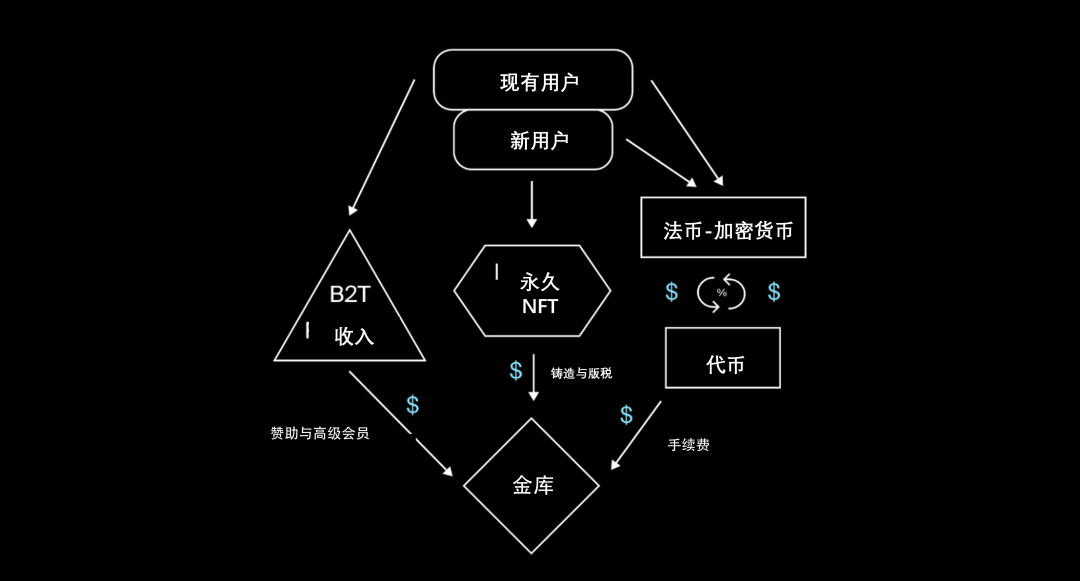 现有用户
新用户
法币-加密货币
B2T
收入
永久
NFT
$ % $
代币
$ 铸造与版税
$
$
赞助与高级会员
手续费
金库